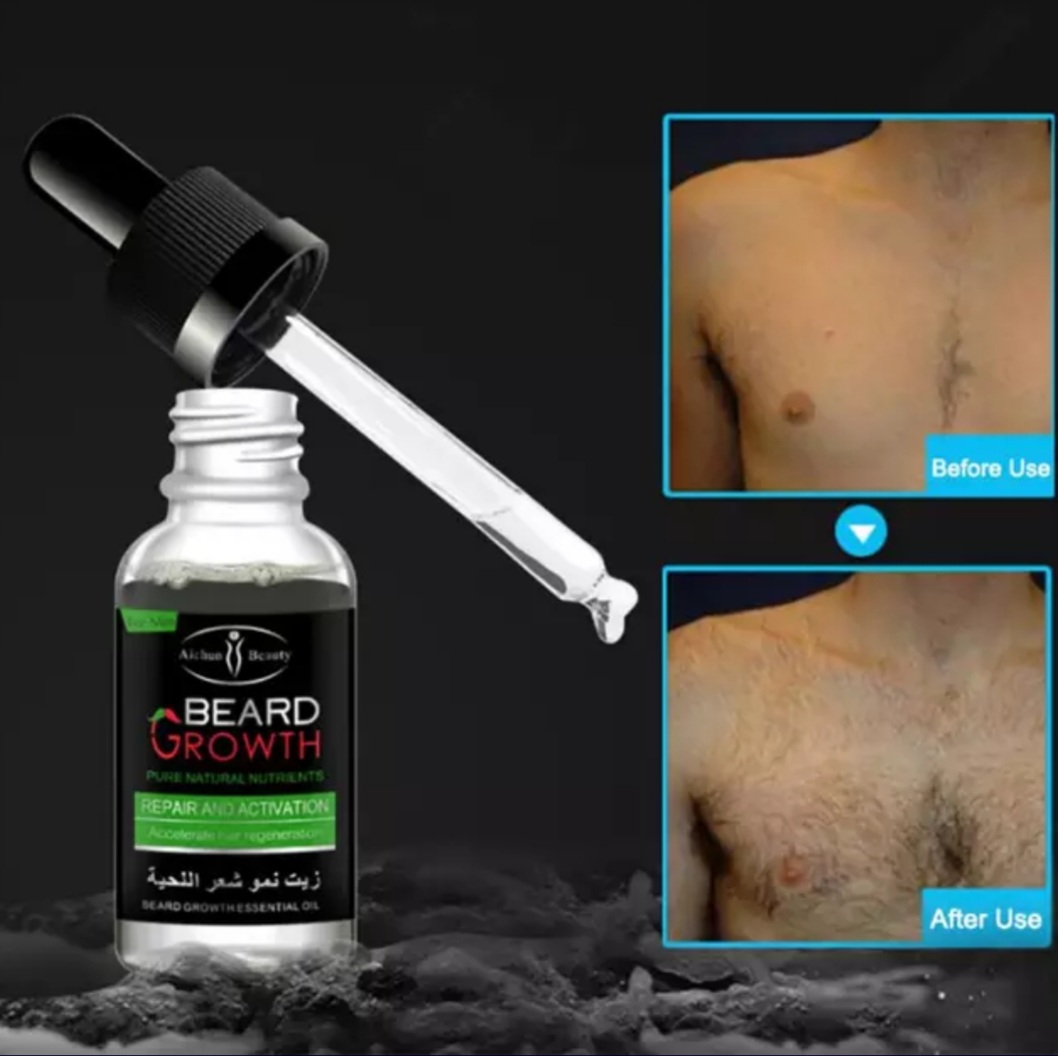 For Men
Aichun Beauty
BEARD
GROWTH
PURE NATURAL NUTRIENTS
REPAIR AND ACTIVATION
Accelerate hair regeneration
زيت نمو شعر اللحية
BEARD GROWTH ESSENTIAL OIL
Before Use
After Use